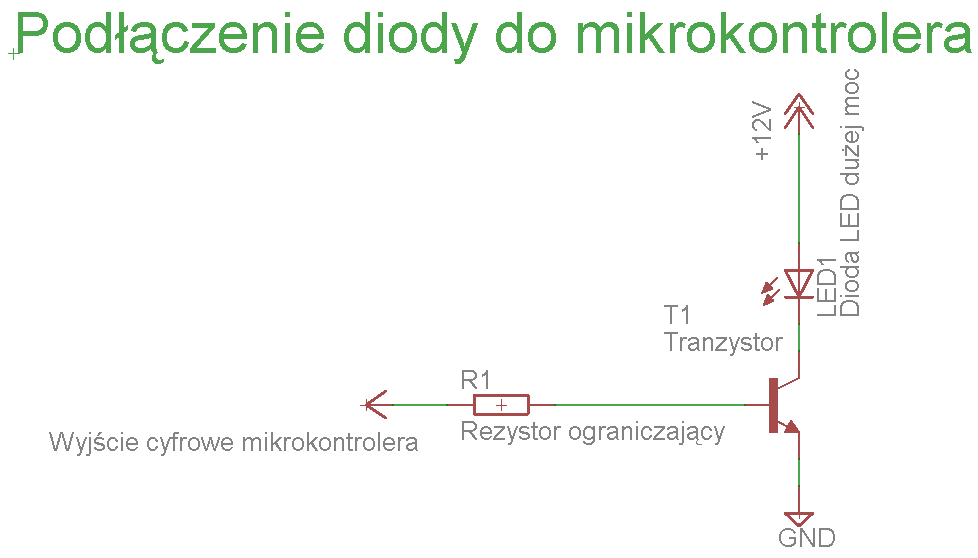 Podłączenie diody do mikrokontrolera
+12V
Dioda LED dużej moc
LED1
T1
Tranzystor
R1
Rezystor ograniczający
Wyjście cyfrowe mikrokontrolera
GND